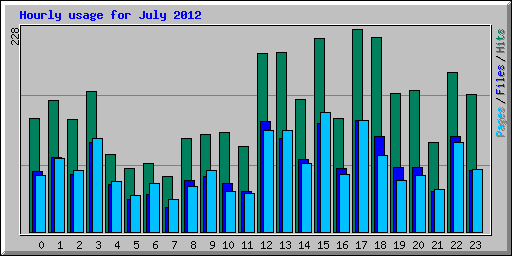 Hourly usage for July 2012
228
Pages / Files / Hits
0 1 2 3 4 5 6 7 8 9 10 11 12 13 14 15 16 17 18 19 20 21 22 23